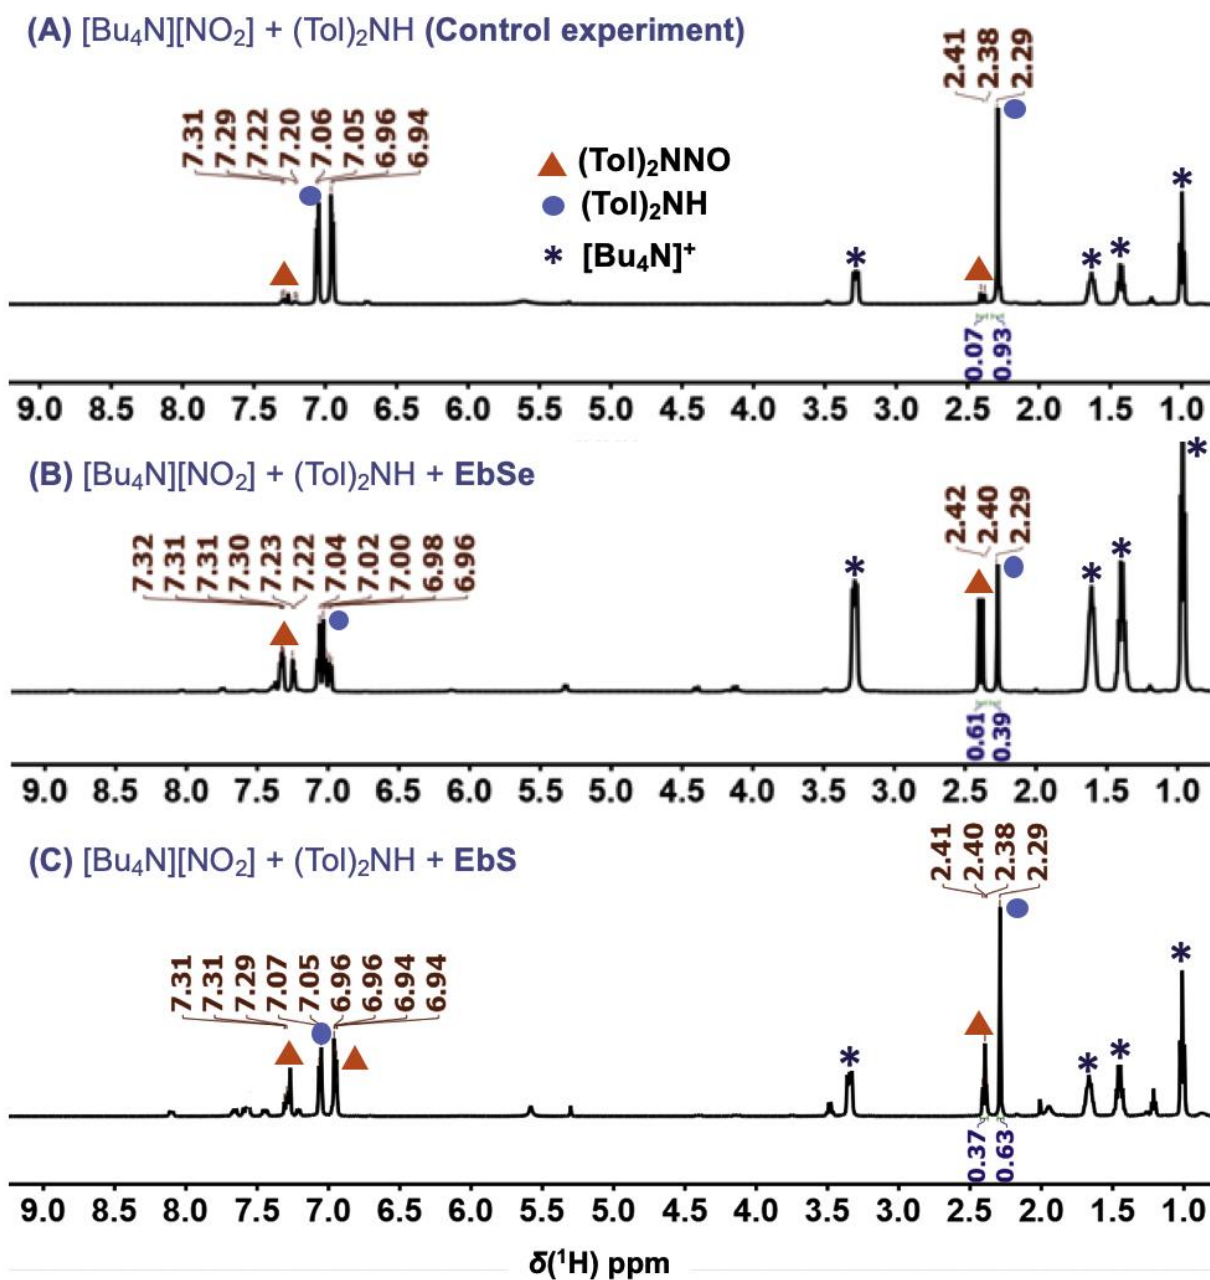 (A) [Bu₄N][NO₂] + (Tol)₂NH (Control experiment)
2.41 2.38 2.29
7.31 7.29 7.22 7.20 7.06 7.05 6.96 6.94
(Tol)₂NNO
(Tol)₂NH
* [Bu₄N]⁺
* * * *
0.07 0.93
9.0 8.5 8.0 7.5 7.0 6.5 6.0 5.5 5.0 4.5 4.0 3.5 3.0 2.5 2.0 1.5 1.0
(B) [Bu₄N][NO₂] + (Tol)₂NH + EbSe
2.42 2.40 2.29
7.32 7.31 7.31 7.30 7.23 7.22 7.04 7.02 7.00 6.98 6.96
* * * *
0.61 0.39
9.0 8.5 8.0 7.5 7.0 6.5 6.0 5.5 5.0 4.5 4.0 3.5 3.0 2.5 2.0 1.5 1.0
(C) [Bu₄N][NO₂] + (Tol)₂NH + EbS
2.41 2.40 2.38 2.29
7.31 7.31 7.29 7.07 7.05 6.96 6.96 6.94 6.94
* * * *
0.37 0.63
9.0 8.5 8.0 7.5 7.0 6.5 6.0 5.5 5.0 4.5 4.0 3.5 3.0 2.5 2.0 1.5 1.0
δ(¹H) ppm